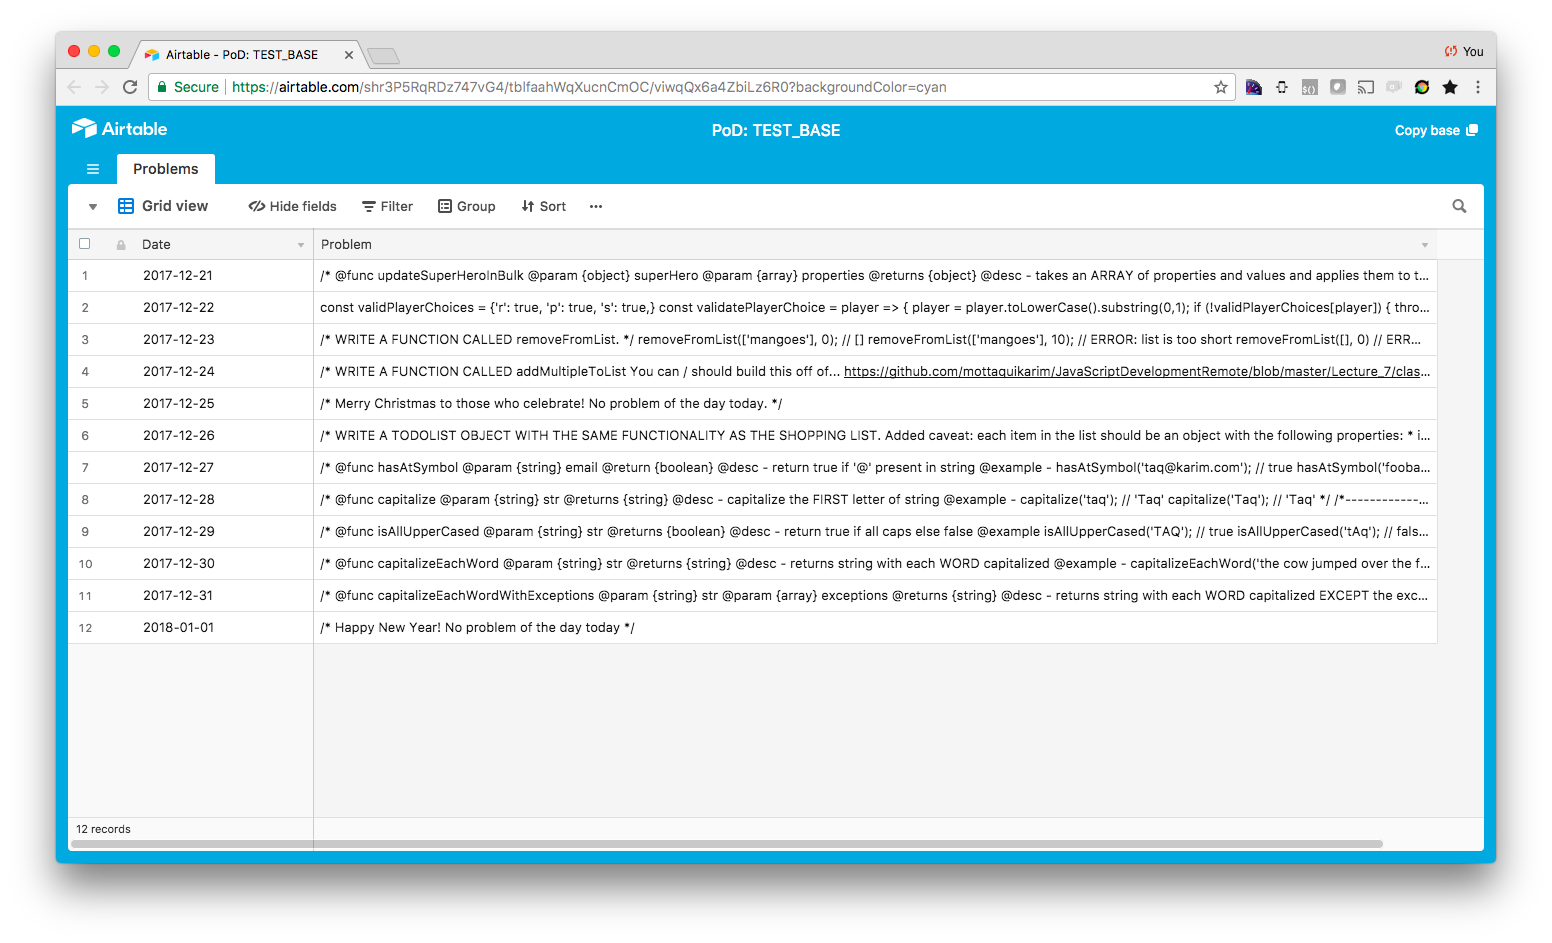 Airtable - PoD: TEST_BASE
You
Secure https://airtable.com/shr3P5RqRDz747vG4/tblfaahWqXucnCmOC/viwqQx6a4ZbiLz6R0?backgroundColor=cyan
Airtable
PoD: TEST_BASE
Copy base
Problems
Grid view Hide fields Filter Group Sort
Date Problem
1 2017-12-21 /* @func updateSuperHeroInBulk @param {object} superHero @param {array} properties @returns {object} @desc - takes an ARRAY of properties and values and applies them to t...
2 2017-12-22 const validPlayerChoices = {'r': true, 'p': true, 's': true,} const validatePlayerChoice = player => { player = player.toLowerCase().substring(0,1); if (!validPlayerChoices[player]) { thro...
3 2017-12-23 /* WRITE A FUNCTION CALLED removeFromList. */ removeFromList(['mangoes'], 0); // [] removeFromList(['mangoes'], 10); // ERROR: list is too short removeFromList([], 0) // ERR...
4 2017-12-24 /* WRITE A FUNCTION CALLED addMultipleToList You can / should build this off of... https://github.com/mottaquikarim/JavaScriptDevelopmentRemote/blob/master/Lecture_7/clas...
5 2017-12-25 /* Merry Christmas to those who celebrate! No problem of the day today. */
6 2017-12-26 /* WRITE A TODOLIST OBJECT WITH THE SAME FUNCTIONALITY AS THE SHOPPING LIST. Added caveat: each item in the list should be an object with the following properties: * i...
7 2017-12-27 /* @func hasAtSymbol @param {string} email @return {boolean} @desc - return true if '@' present in string @example - hasAtSymbol('taq@karim.com'); // true hasAtSymbol('fooba...
8 2017-12-28 /* @func capitalize @param {string} str @returns {string} @desc - capitalize the FIRST letter of string @example - capitalize('taq'); // 'Taq' capitalize('Taq'); // 'Taq' */ /*------------...
9 2017-12-29 /* @func isAllUpperCased @param {string} str @returns {boolean} @desc - return true if all caps else false @example isAllUpperCased('TAQ'); // true isAllUpperCased('tAq'); // fals...
10 2017-12-30 /* @func capitalizeEachWord @param {string} str @returns {string} @desc - returns string with each WORD capitalized @example - capitalizeEachWord('the cow jumped over the f...
11 2017-12-31 /* @func capitalizeEachWordWithExceptions @param {string} str @param {array} exceptions @returns {string} @desc - returns string with each WORD capitalized EXCEPT the exc...
12 2018-01-01 /* Happy New Year! No problem of the day today */
12 records